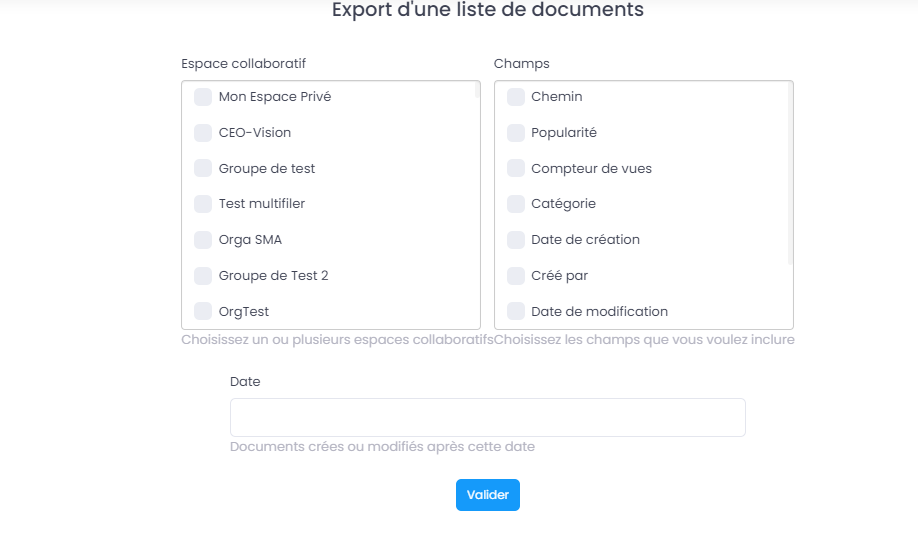 Export d'une liste de documents
Espace collaboratif
Mon Espace Privé
CEO-Vision
Groupe de test
Test multifiler
Orga SMA
Groupe de Test 2
OrgTest
Choisissez un ou plusieurs espaces collaboratifs
Champs
Chemin
Popularité
Compteur de vues
Catégorie
Date de création
Créé par
Date de modification
Choisissez les champs que vous voulez inclure
Date
Documents crées ou modifiés après cette date
Valider